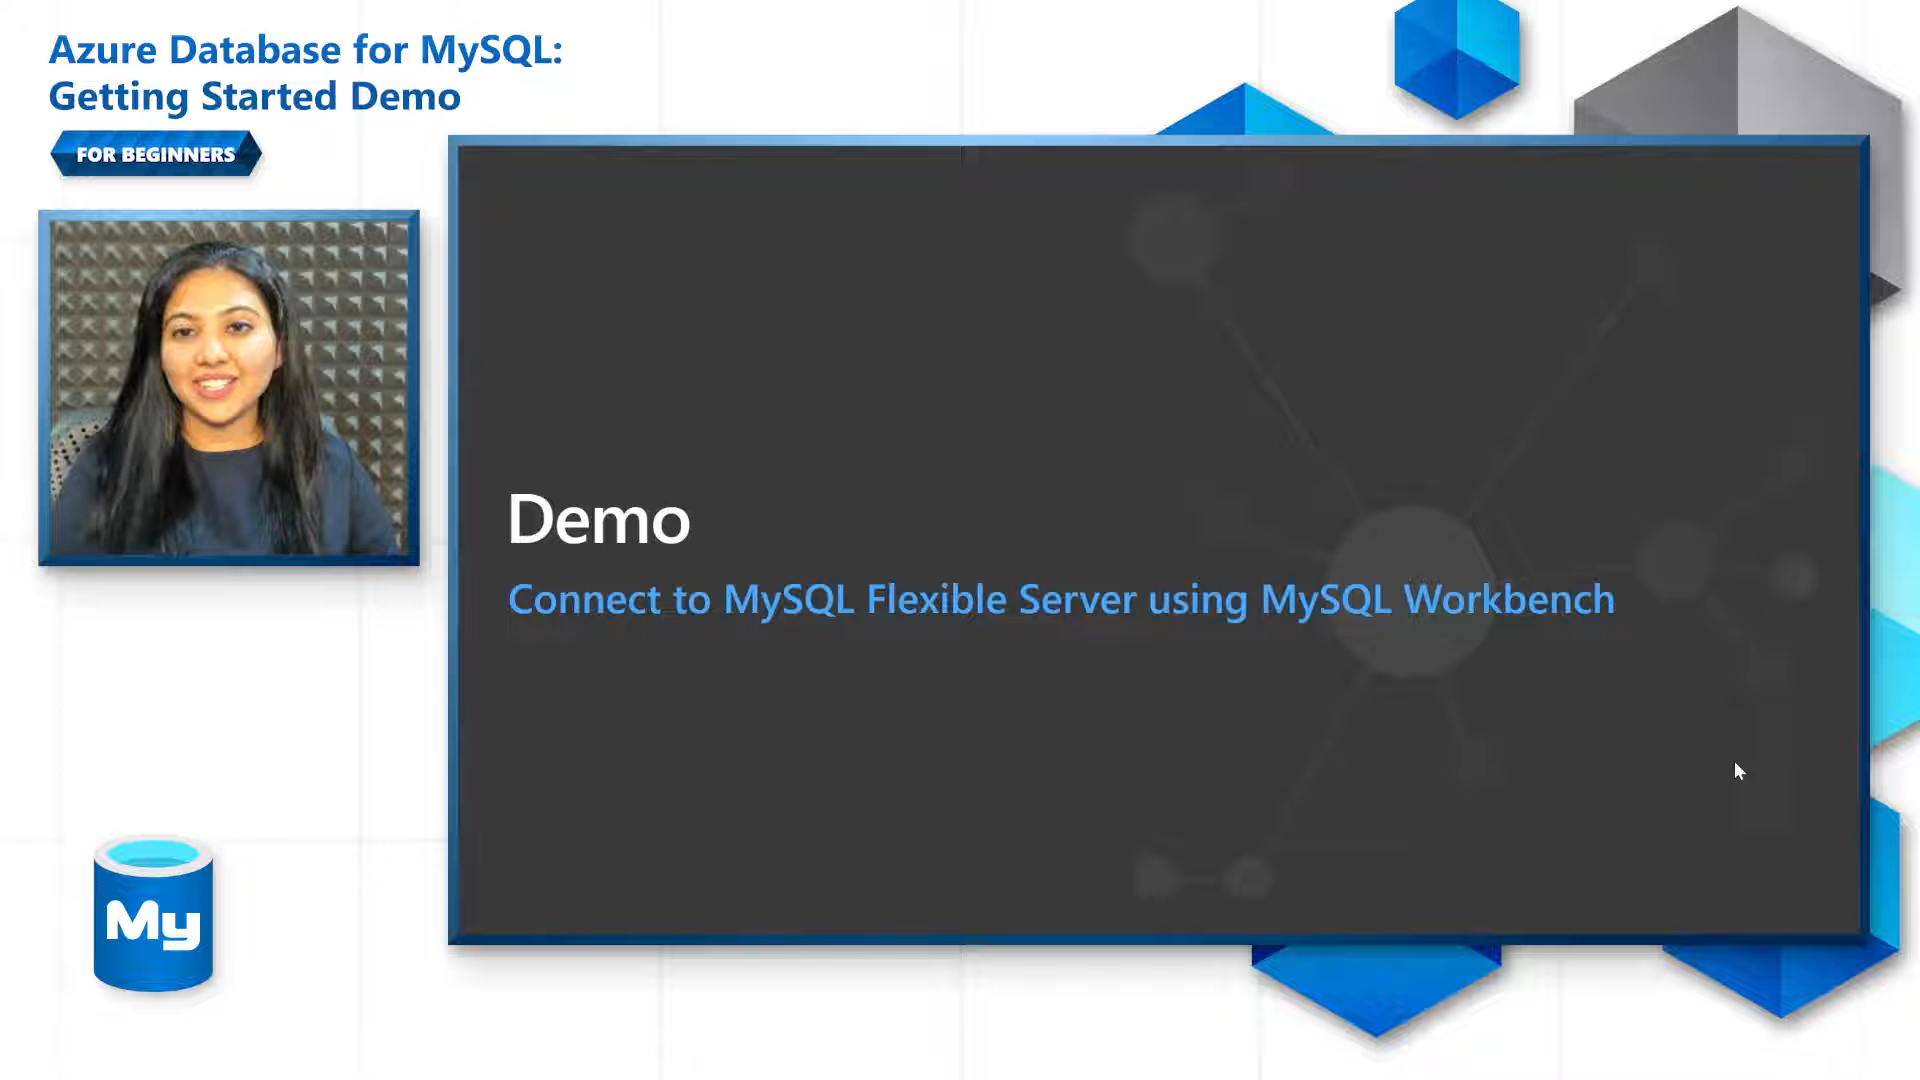 Azure Database for MySQL:
Getting Started Demo
FOR BEGINNERS
Demo
Connect to MySQL Flexible Server using MySQL Workbench
My